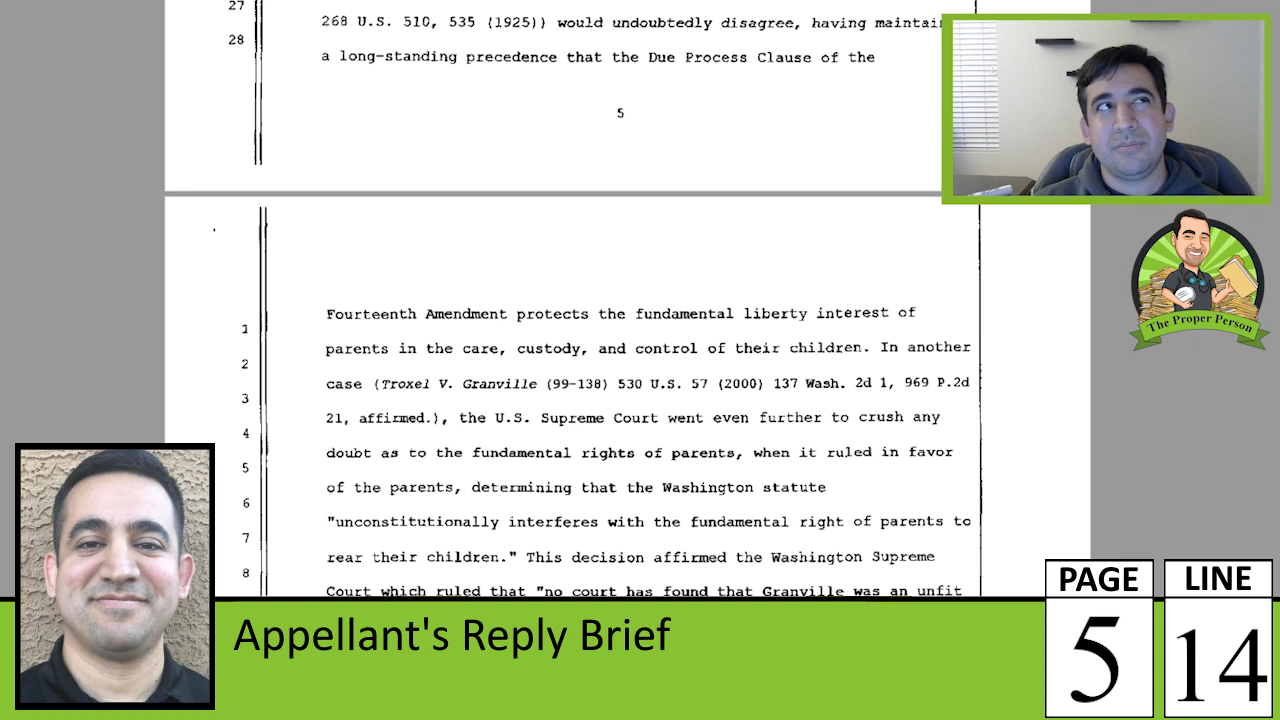 27
268 U.S. 510, 535 (1925)) would undoubtedly disagree, having maintain
28
a long-standing precedence that the Due Process Clause of the
5
Fourteenth Amendment protects the fundamental liberty interest of
1
parents in the care, custody, and control of their children. In another
2
case (Troxel V. Granville (99-138) 530 U.S. 57 (2000) 137 Wash. 2d 1, 969 P.2d
3
21, affirmed.), the U.S. Supreme Court went even further to crush any
4
doubt as to the fundamental rights of parents, when it ruled in favor
5
of the parents, determining that the Washington statute
6
"unconstitutionally interferes with the fundamental right of parents to
7
rear their children." This decision affirmed the Washington Supreme
8
Court which ruled that "no court has found that Granville was an unfit
The Proper Person
Appellant's Reply Brief
PAGE
5
LINE
14